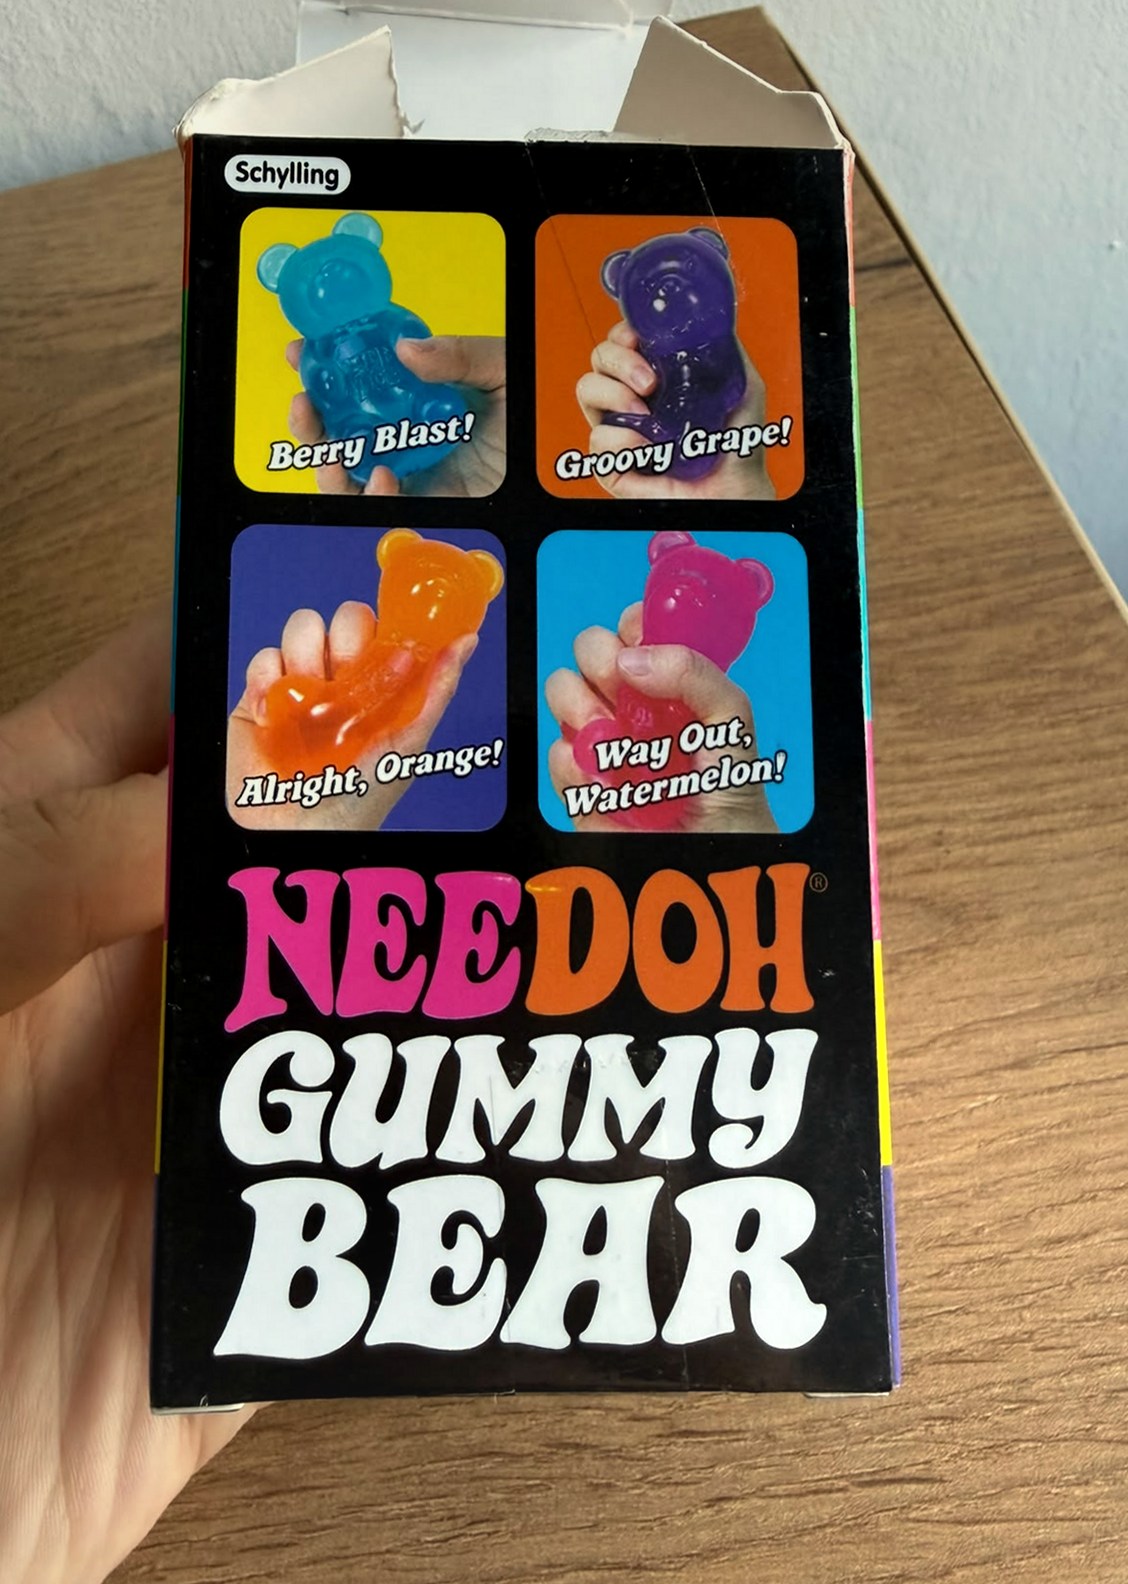 Schylling
Berry Blast!
Groovy Grape!
Alright, Orange!
Way Out,
Watermelon!
NEEDOH®
GUMMY
BEAR